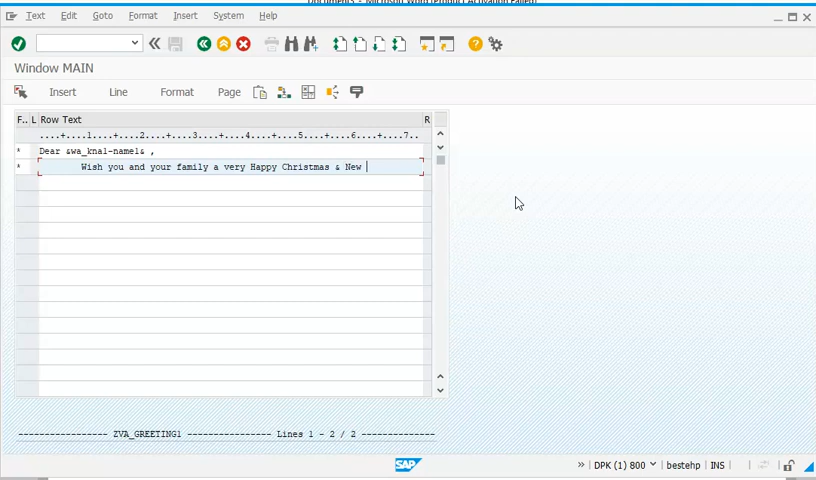 Document3 - Microsoft Word (Product Activation Failed)
Text Edit Goto Format Insert System Help
Window MAIN
Insert Line Format Page
F.. L Row Text R
....+....1....+....2....+....3....+....4....+....5....+....6....+....7..
* Dear &wa_kna1-name1& ,
* Wish you and your family a very Happy Christmas & New
----------------- ZVA_GREETING1 ---------------- Lines 1 - 2 / 2 --------------
SAP
» DPK (1) 800 bestehp INS